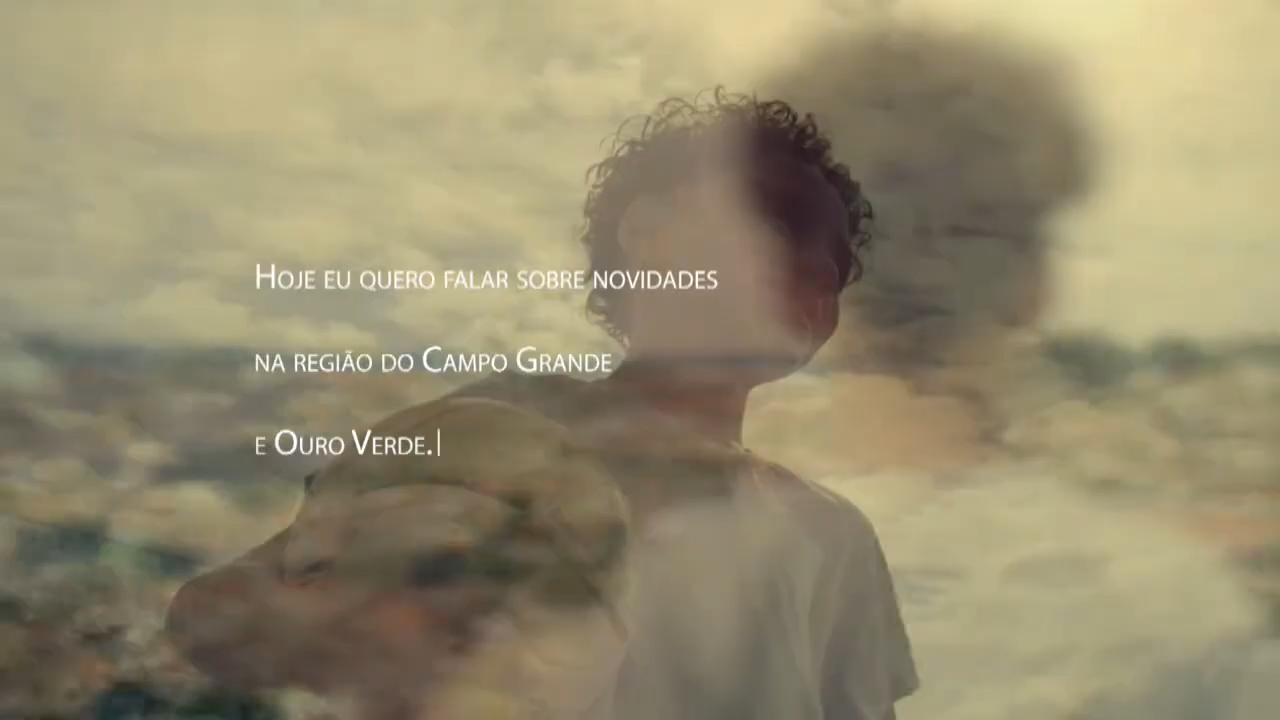 Hoje eu quero falar sobre novidades
na região do Campo Grande
e Ouro Verde.|